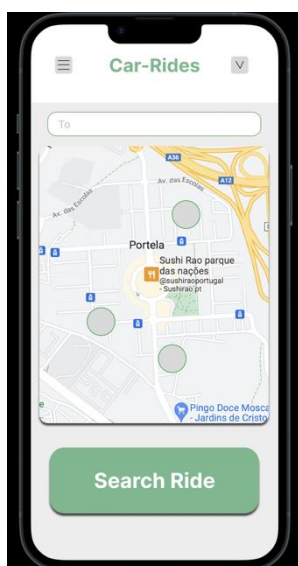 Car-Rides
V
To
A36
Av. das Escolas
A12
Av. das Escolas
Portela
Sushi Rao parque
das nações
@sushiraoportugal
- Sushirao pt
Pingo Doce Mosca
- Jardins de Cristo
Search Ride